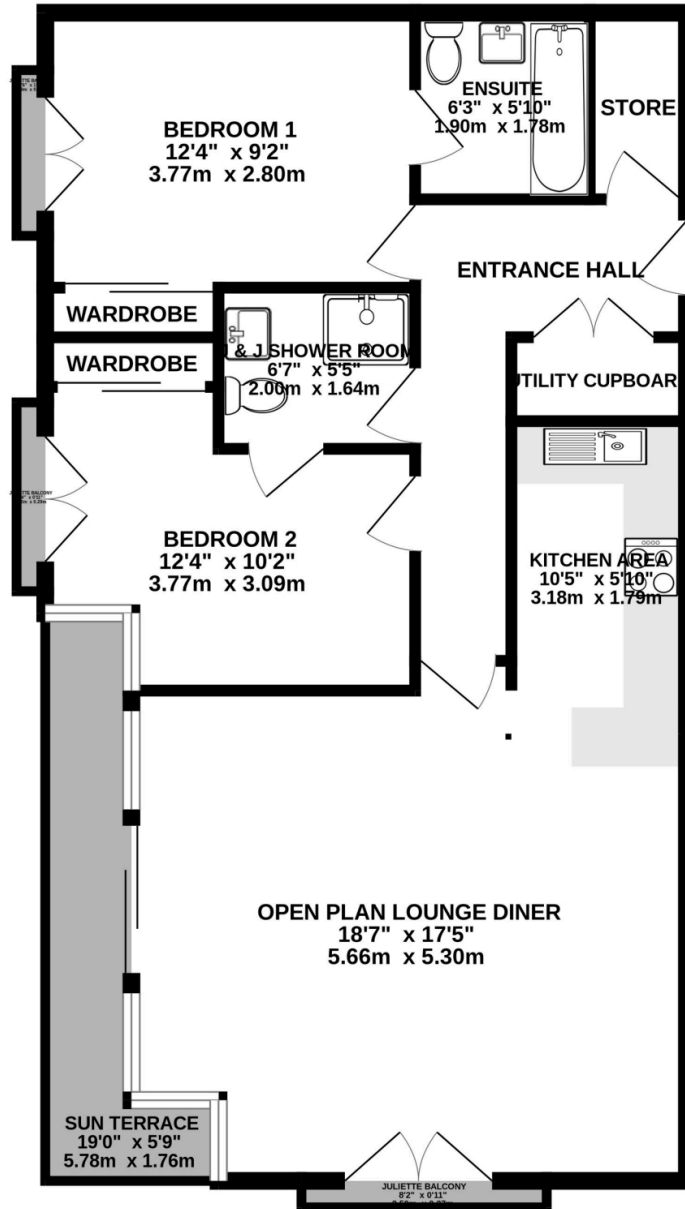 ENSUITE
6'3" x 5'10"
1.90m x 1.78m
STORE
BEDROOM 1
12'4" x 9'2"
3.77m x 2.80m
ENTRANCE HALL
WARDROBE
WARDROBE
J & J SHOWER ROOM
6'7" x 5'5"
2.00m x 1.64m
UTILITY CUPBOAR
JULIETTE BALCONY
BEDROOM 2
12'4" x 10'2"
3.77m x 3.09m
KITCHEN AREA
10'5" x 5'10"
3.18m x 1.79m
OPEN PLAN LOUNGE DINER
18'7" x 17'5"
5.66m x 5.30m
SUN TERRACE
19'0" x 5'9"
5.78m x 1.76m
JULIETTE BALCONY
8'2" x 0'11"